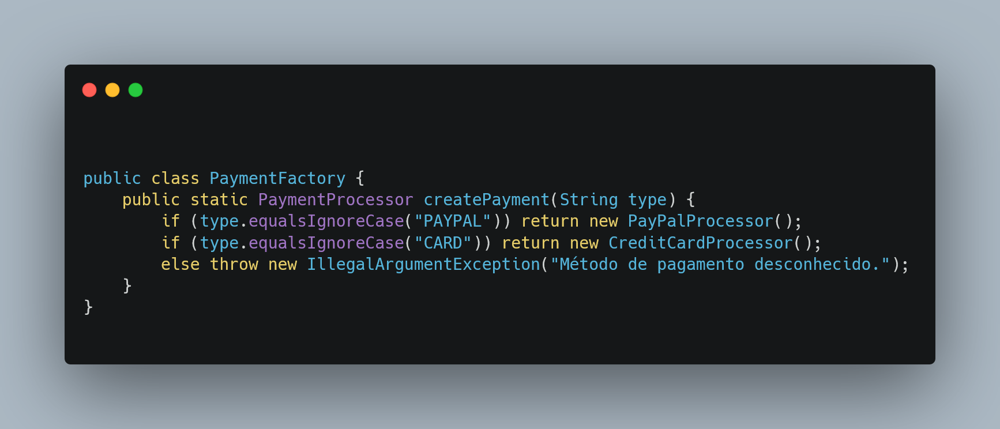 public class PaymentFactory {
    public static PaymentProcessor createPayment(String type) {
        if (type.equalsIgnoreCase("PAYPAL")) return new PayPalProcessor();
        if (type.equalsIgnoreCase("CARD")) return new CreditCardProcessor();
        else throw new IllegalArgumentException("Método de pagamento desconhecido.");
    }
}